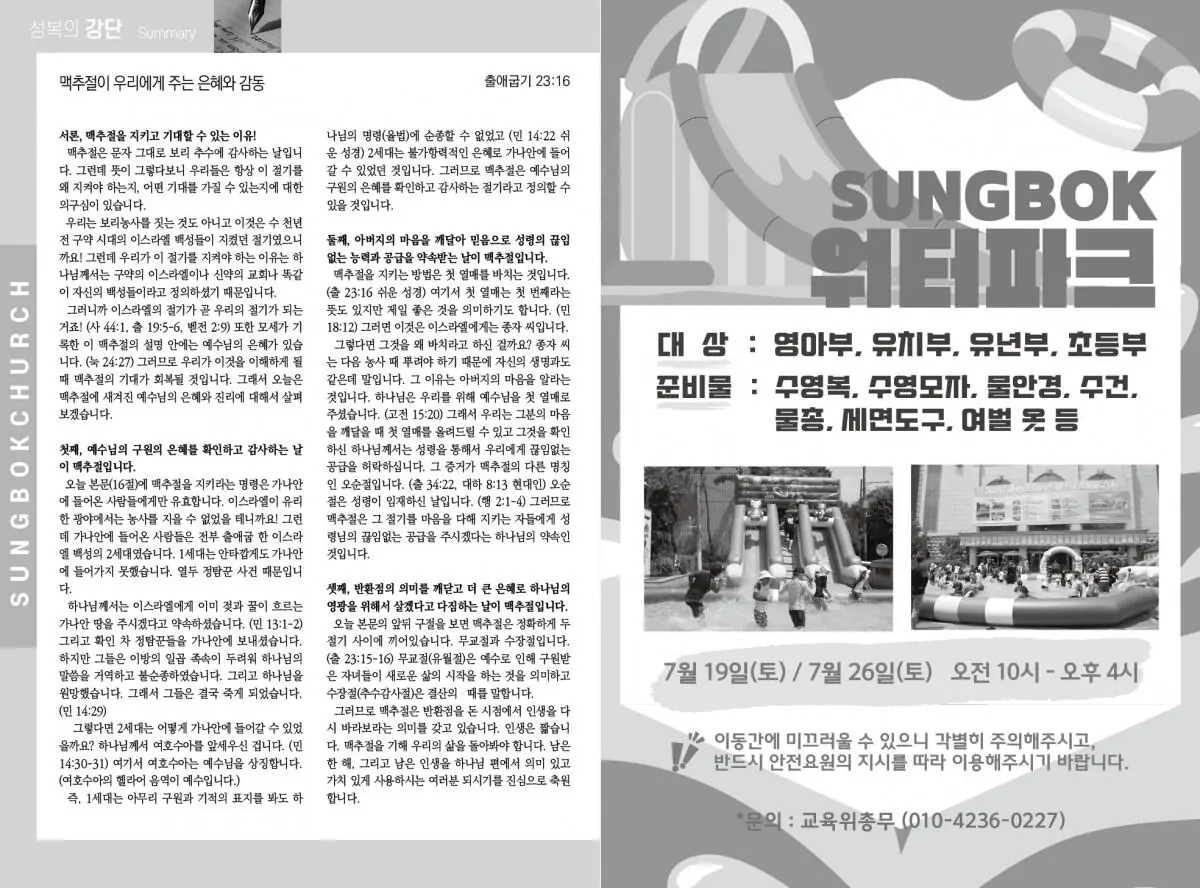 성복의 강단 Summary
SUNGBOKCHURCH
맥추절이 우리에게 주는 은혜와 감동
출애굽기 23:16
서론, 맥추절을 지키고 기대할 수 있는 이유!
맥추절은 문자 그대로 보리 추수에 감사하는 날입니
다. 그런데 뜻이 그렇다보니 우리들은 항상 이 절기를
왜 지켜야 하는지, 어떤 기대를 가질 수 있는지에 대한
의구심이 있습니다.
우리는 보리농사를 짓는 것도 아니고 이것은 수 천년
전 구약 시대의 이스라엘 백성들이 지켰던 절기였으니
까요! 그런데 우리가 이 절기를 지켜야 하는 이유는 하
나님께서는 구약의 이스라엘이나 신약의 교회나 똑같
이 자신의 백성들이라고 정의하셨기 때문입니다.
그러니까 이스라엘의 절기가 곧 우리의 절기가 되는
거죠! (사 44:1, 출 19:5-6, 벧전 2:9) 또한 모세가 기
록한 이 맥추절의 설명 안에는 예수님의 은혜가 있습
니다. (눅 24:27) 그러므로 우리가 이것을 이해하게 될
때 맥추절의 기대가 회복될 것입니다. 그래서 오늘은
맥추절에 새겨진 예수님의 은혜와 진리에 대해서 살펴
보겠습니다.
첫째, 예수님의 구원의 은혜를 확인하고 감사하는 날
이 맥추절입니다.
오늘 본문(16절)에 맥추절을 지키라는 명령은 가나안
에 들어온 사람들에게만 유효합니다. 이스라엘이 유리
한 광야에서는 농사를 지을 수 없었을 테니까요! 그런
데 가나안에 들어온 사람들은 전부 출애굽 한 이스라
엘 백성의 2세대였습니다. 1세대는 안타깝게도 가나안
에 들어가지 못했습니다. 열두 정탐꾼 사건 때문입니
다.
하나님께서는 이스라엘에게 이미 젖과 꿀이 흐르는
가나안 땅을 주시겠다고 약속하셨습니다. (민 13:1-2)
그리고 확인 차 정탐꾼들을 가나안에 보내셨습니다.
하지만 그들은 이방의 일곱 족속이 두려워 하나님의
말씀을 거역하고 불순종하였습니다. 그리고 하나님을
원망했습니다. 그래서 그들은 결국 죽게 되었습니다.
(민 14:29)
그렇다면 2세대는 어떻게 가나안에 들어갈 수 있었
을까요? 하나님께서 여호수아를 앞세우신 겁니다. (민
14:30-31) 여기서 여호수아는 예수님을 상징합니다.
(여호수아의 헬라어 음역이 예수입니다.)
즉, 1세대는 아무리 구원과 기적의 표지를 봐도 하
나님의 명령(율법)에 순종할 수 없었고 (민 14:22 쉬
운 성경) 2세대는 불가항력적인 은혜로 가나안에 들어
갈 수 있었던 것입니다. 그러므로 맥추절은 예수님의
구원의 은혜를 확인하고 감사하는 절기라고 정의할 수
있을 것입니다.
둘째, 아버지의 마음을 깨달아 믿음으로 성령의 끊임
없는 능력과 공급을 약속받는 날이 맥추절입니다.
맥추절을 지키는 방법은 첫 열매를 바치는 것입니다.
(출 23:16 쉬운 성경) 여기서 첫 열매는 첫 번째라는
뜻도 있지만 제일 좋은 것을 의미하기도 합니다. (민
18:12) 그러면 이것은 이스라엘에게는 종자 씨입니다.
그렇다면 그것을 왜 바치라고 하신 걸까요? 종자 씨
는 다음 농사 때 뿌려야 하기 때문에 자신의 생명과도
같은데 말입니다. 그 이유는 아버지의 마음을 알라는
것입니다. 하나님은 우리를 위해 예수님을 첫 열매로
주셨습니다. (고전 15:20) 그래서 우리는 그분의 마음
을 깨달을 때 첫 열매를 올려드릴 수 있고 그것을 확인
하신 하나님께서는 성령을 통해서 우리에게 끊임없는
공급을 허락하십니다. 그 증거가 맥추절의 다른 명칭
인 오순절입니다. (출 34:22, 대하 8:13 현대인) 오순
절은 성령이 임재하신 날입니다. (행 2:1-4) 그러므로
맥추절은 그 절기를 마음을 다해 지키는 자들에게 성
령님의 끊임없는 공급을 주시겠다는 하나님의 약속인
것입니다.
셋째, 반환점의 의미를 깨닫고 더 큰 은혜로 하나님의
영광을 위해서 살겠다고 다짐하는 날이 맥추절입니다.
오늘 본문의 앞뒤 구절을 보면 맥추절은 정확하게 두
절기 사이에 끼어있습니다. 무교절과 수장절입니다.
(출 23:15-16) 무교절(유월절)은 예수로 인해 구원받
은 자녀들이 새로운 삶의 시작을 하는 것을 의미하고
수장절(추수감사절)은 결산의 때를 말합니다.
그러므로 맥추절은 반환점을 돈 시점에서 인생을 다
시 바라보라는 의미를 갖고 있습니다. 인생은 짧습니
다. 맥추절을 기해 우리의 삶을 돌아봐야 합니다. 남은
한 해, 그리고 남은 인생을 하나님 편에서 의미 있고
가치 있게 사용하시는 여러분 되시기를 진심으로 축원
합니다.
SUNGBOK
워터파크
대 상 : 영아부, 유치부, 유년부, 초등부
준비물 : 수영복, 수영모자, 물안경, 수건,
물총, 세면도구, 여벌 옷 등
7월 19일(토) / 7월 26일(토) 오전 10시 - 오후 4시
이동간에 미끄러울 수 있으니 각별히 주의해주시고,
반드시 안전요원의 지시를 따라 이용해주시기 바랍니다.
*문의 : 교육위총무 (010-4236-0227)